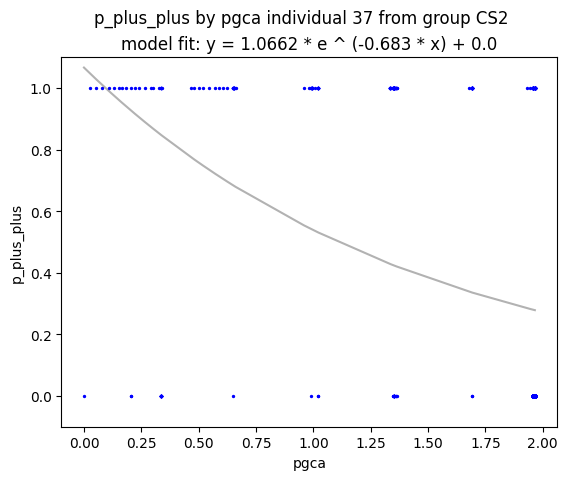 p_plus_plus by pgca individual 37 from group CS2
model fit: y = 1.0662 * e ^ (-0.683 * x) + 0.0
1.0
0.8
0.6
0.4
0.2
0.0
p_plus_plus
0.00 0.25 0.50 0.75 1.00 1.25 1.50 1.75 2.00
pgca